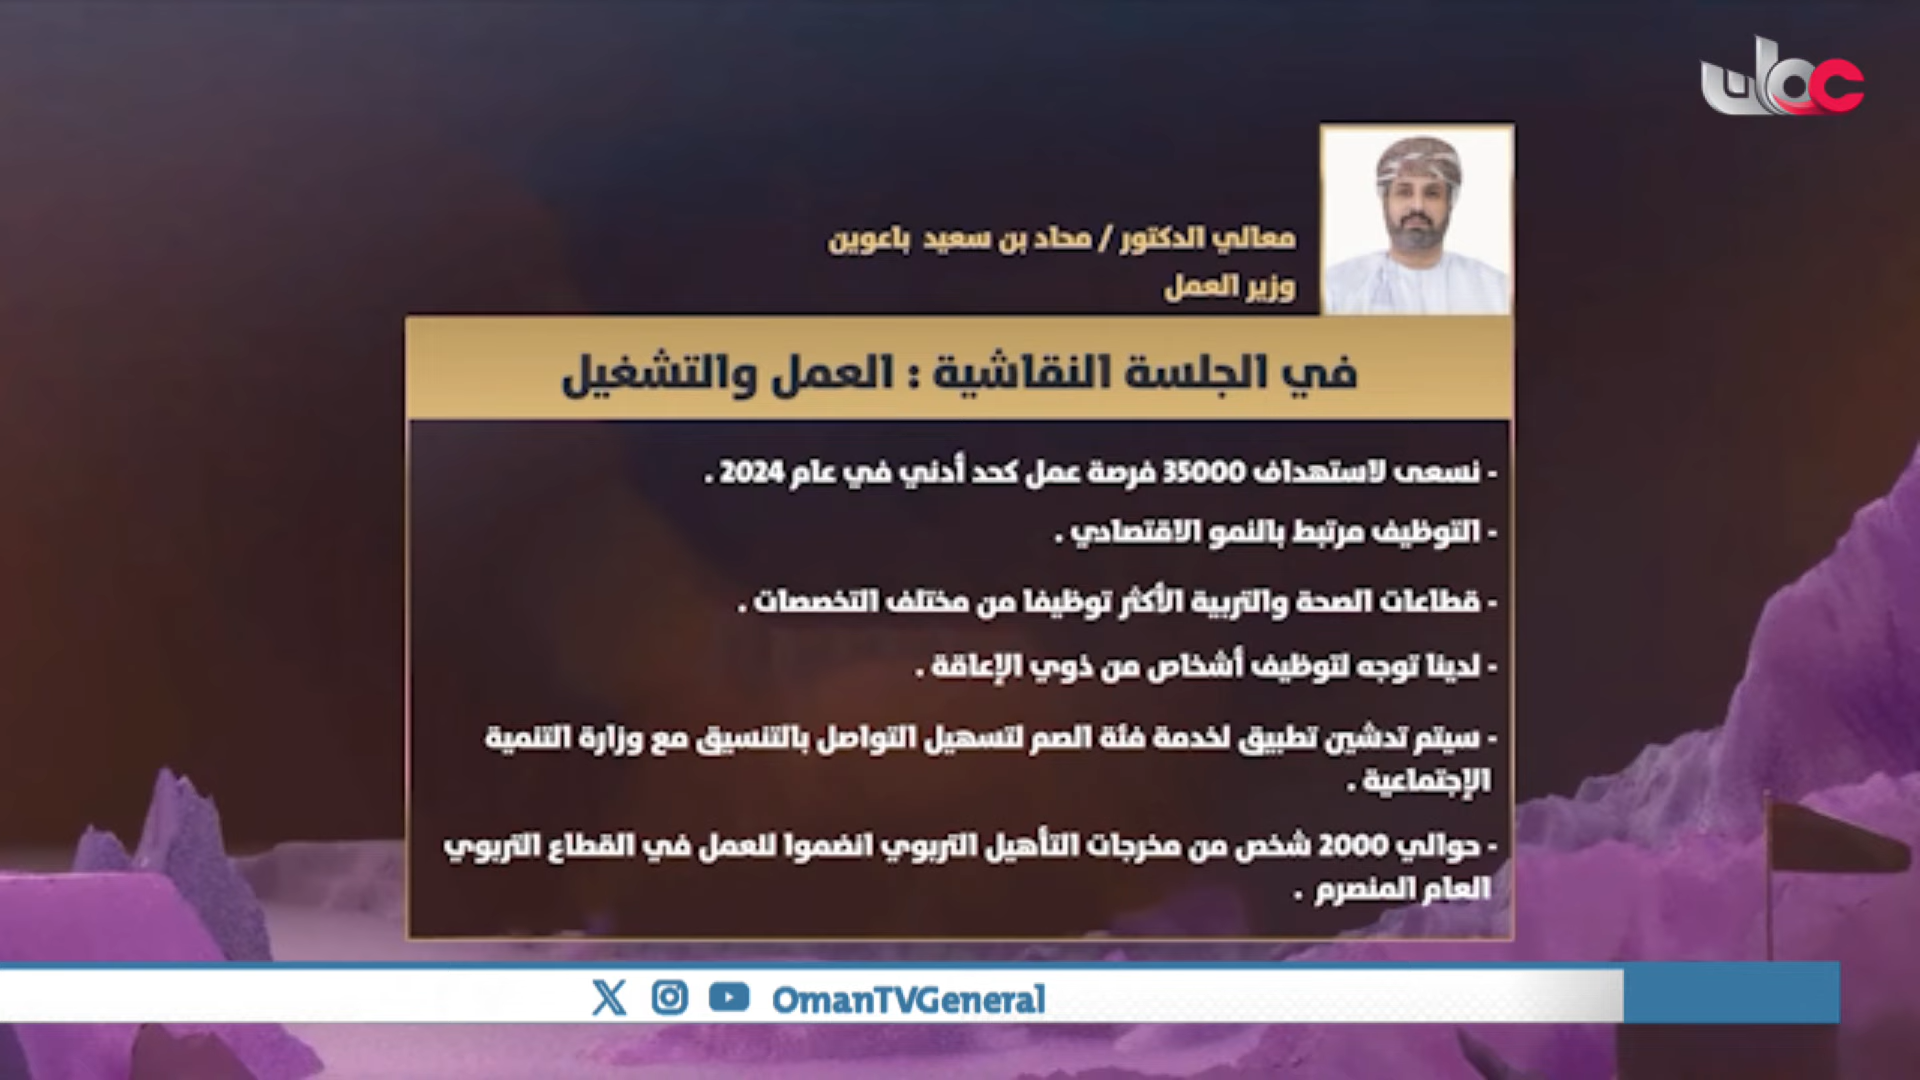 عمان
معالي الدكتور / محاد بن سعيد باعوين
وزير العمل
في الجلسة النقاشية : العمل والتشغيل
- نسعى لاستهداف 35000 فرصة عمل كحد أدني في عام 2024 .
- التوظيف مرتبط بالنمو الاقتصادي .
- قطاعات الصحة والتربية الأكثر توظيفا من مختلف التخصصات .
- لدينا توجه لتوظيف أشخاص من ذوي الإعاقة .
- سيتم تدشين تطبيق لخدمة فئة الصم لتسهيل التواصل بالتنسيق مع وزارة التنمية
الإجتماعية .
- حوالي 2000 شخص من مخرجات التأهيل التربوي انضموا للعمل في القطاع التربوي
العام المنصرم .
OmanTVGeneral